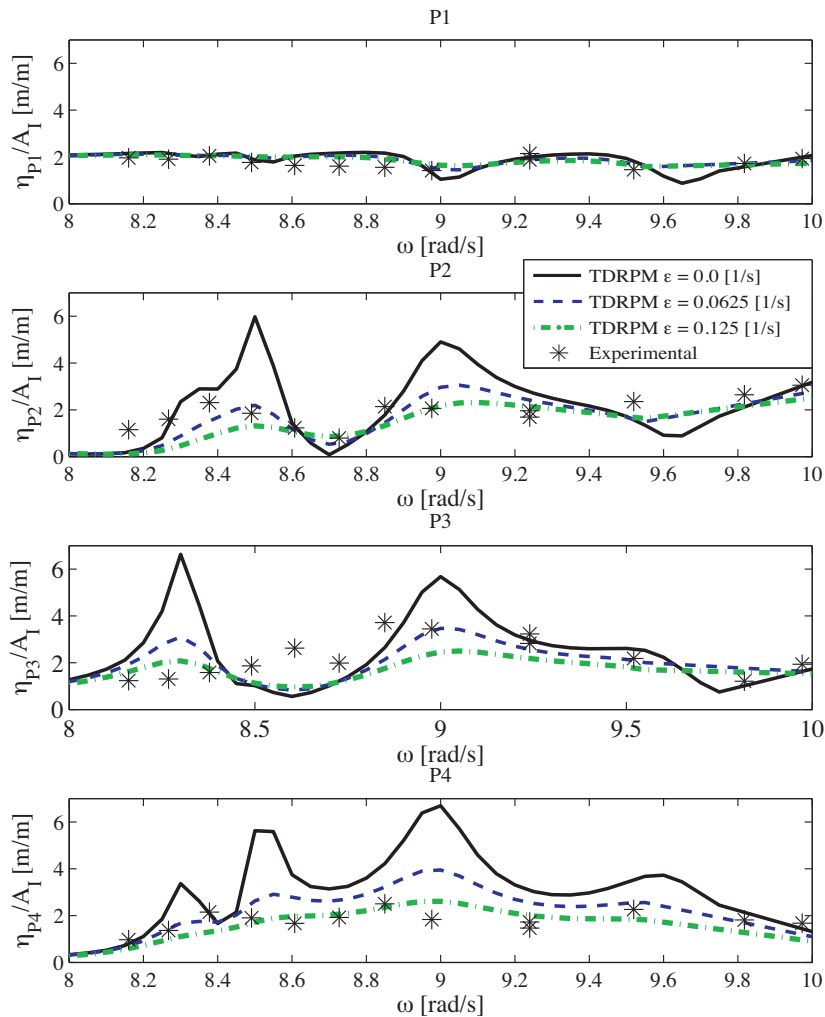 P1
6
4
2
0
η_P1/A_I [m/m]
8 8.2 8.4 8.6 8.8 9 9.2 9.4 9.6 9.8 10
ω [rad/s]
P2
TDRPM ε = 0.0 [1/s]
TDRPM ε = 0.0625 [1/s]
TDRPM ε = 0.125 [1/s]
Experimental
6
4
2
0
η_P2/A_I [m/m]
8 8.2 8.4 8.6 8.8 9 9.2 9.4 9.6 9.8 10
ω [rad/s]
P3
6
4
2
0
η_P3/A_I [m/m]
8 8.5 9 9.5 10
ω [rad/s]
P4
6
4
2
0
η_P4/A_I [m/m]
8 8.2 8.4 8.6 8.8 9 9.2 9.4 9.6 9.8 10
ω [rad/s]